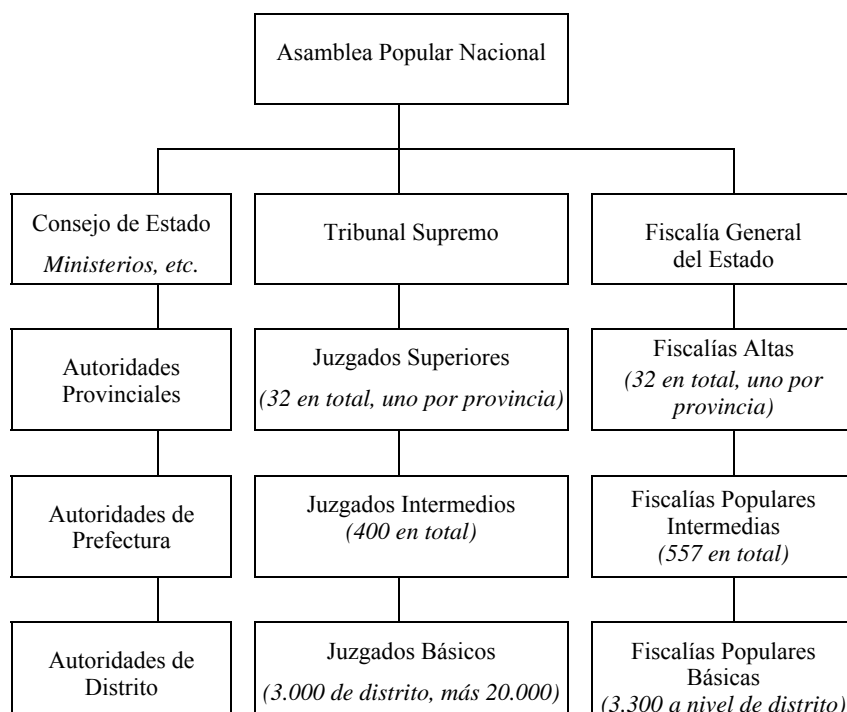 Asamblea Popular Nacional
Consejo de Estado
Ministerios, etc.
Tribunal Supremo
Fiscalía General
del Estado
Autoridades
Provinciales
Juzgados Superiores
(32 en total, uno por provincia)
Fiscalías Altas
(32 en total, uno por
provincia)
Autoridades de
Prefectura
Juzgados Intermedios
(400 en total)
Fiscalías Populares
Intermedias
(557 en total)
Autoridades de
Distrito
Juzgados Básicos
(3.000 de distrito, más 20.000)
Fiscalías Populares
Básicas
(3.300 a nivel de distrito)